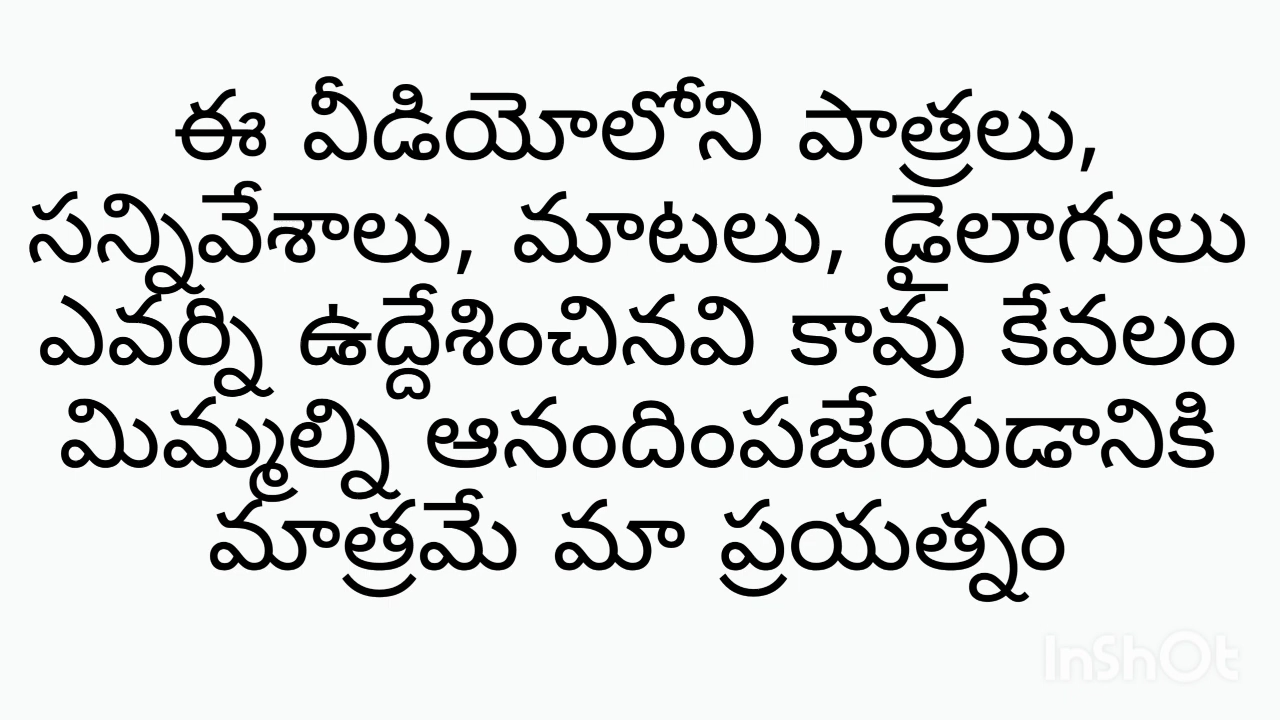 ఈ వీడియోలోని పాత్రలు,
సన్నివేశాలు, మాటలు, డైలాగులు
ఎవర్ని ఉద్దేశించినవి కావు కేవలం
మిమ్మల్ని ఆనందింపజేయడానికి
మాత్రమే మా ప్రయత్నం
InShOt